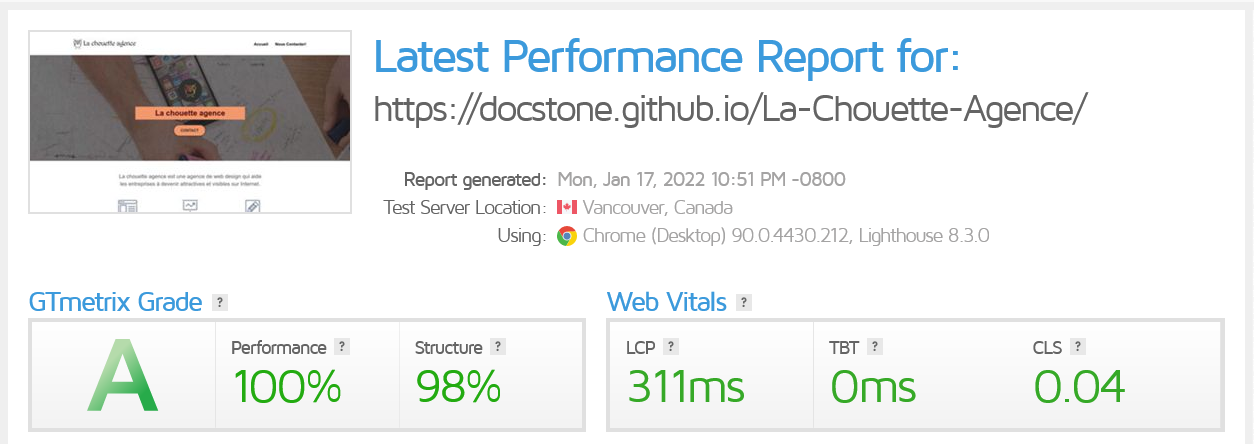 La chouette agence
Accueil Nous Contacter!
La chouette agence
CONTACT
La chouette agence est une agence de web design qui aide
les entreprises à devenir attractives et visibles sur Internet.
Latest Performance Report for:
https://docstone.github.io/La-Chouette-Agence/
Report generated: Mon, Jan 17, 2022 10:51 PM -0800
Test Server Location: Vancouver, Canada
Using: Chrome (Desktop) 90.0.4430.212, Lighthouse 8.3.0
GTmetrix Grade ?
A
Performance ?
100%
Structure ?
98%
Web Vitals ?
LCP ?
311ms
TBT ?
0ms
CLS ?
0.04